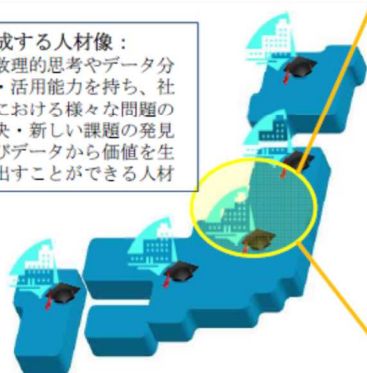 成する人材像：
数理的思考やデータ分
・活用能力を持ち、社
における様々な問題の
決・新しい課題の発見
びデータから価値を生
出すことができる人材